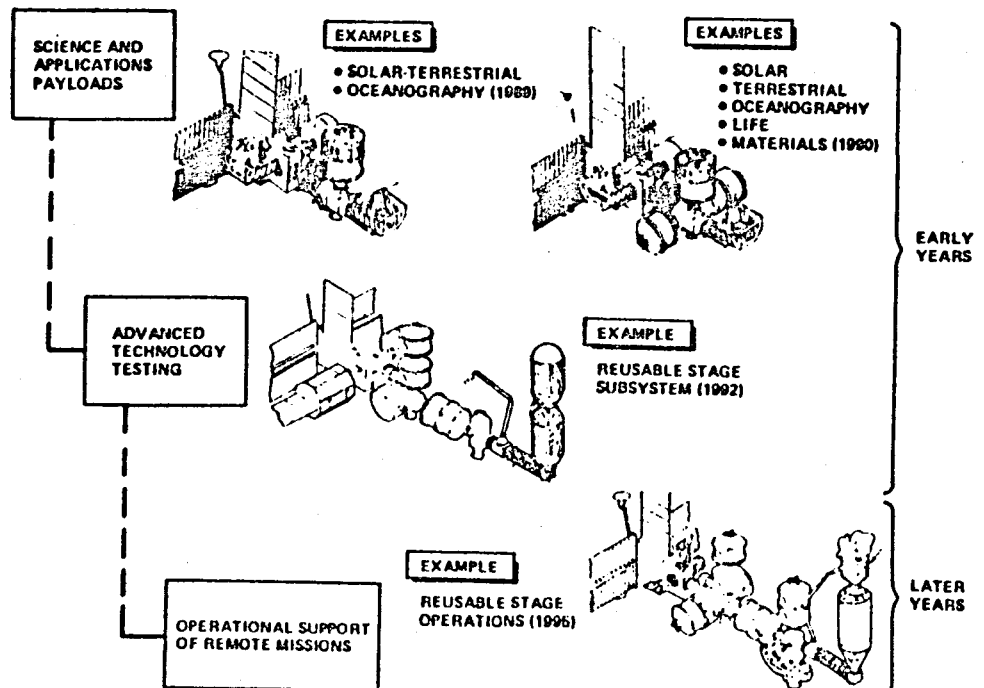 SCIENCE AND
APPLICATIONS
PAYLOADS
EXAMPLES
• SOLAR-TERRESTRIAL
• OCEANOGRAPHY (1989)
EXAMPLES
• SOLAR
• TERRESTRIAL
• OCEANOGRAPHY
• LIFE
• MATERIALS (1990)
EARLY
YEARS
ADVANCED
TECHNOLOGY
TESTING
EXAMPLE
REUSABLE STAGE
SUBSYSTEM (1992)
EXAMPLE
REUSABLE STAGE
OPERATIONS (1995)
LATER
YEARS
OPERATIONAL SUPPORT
OF REMOTE MISSIONS